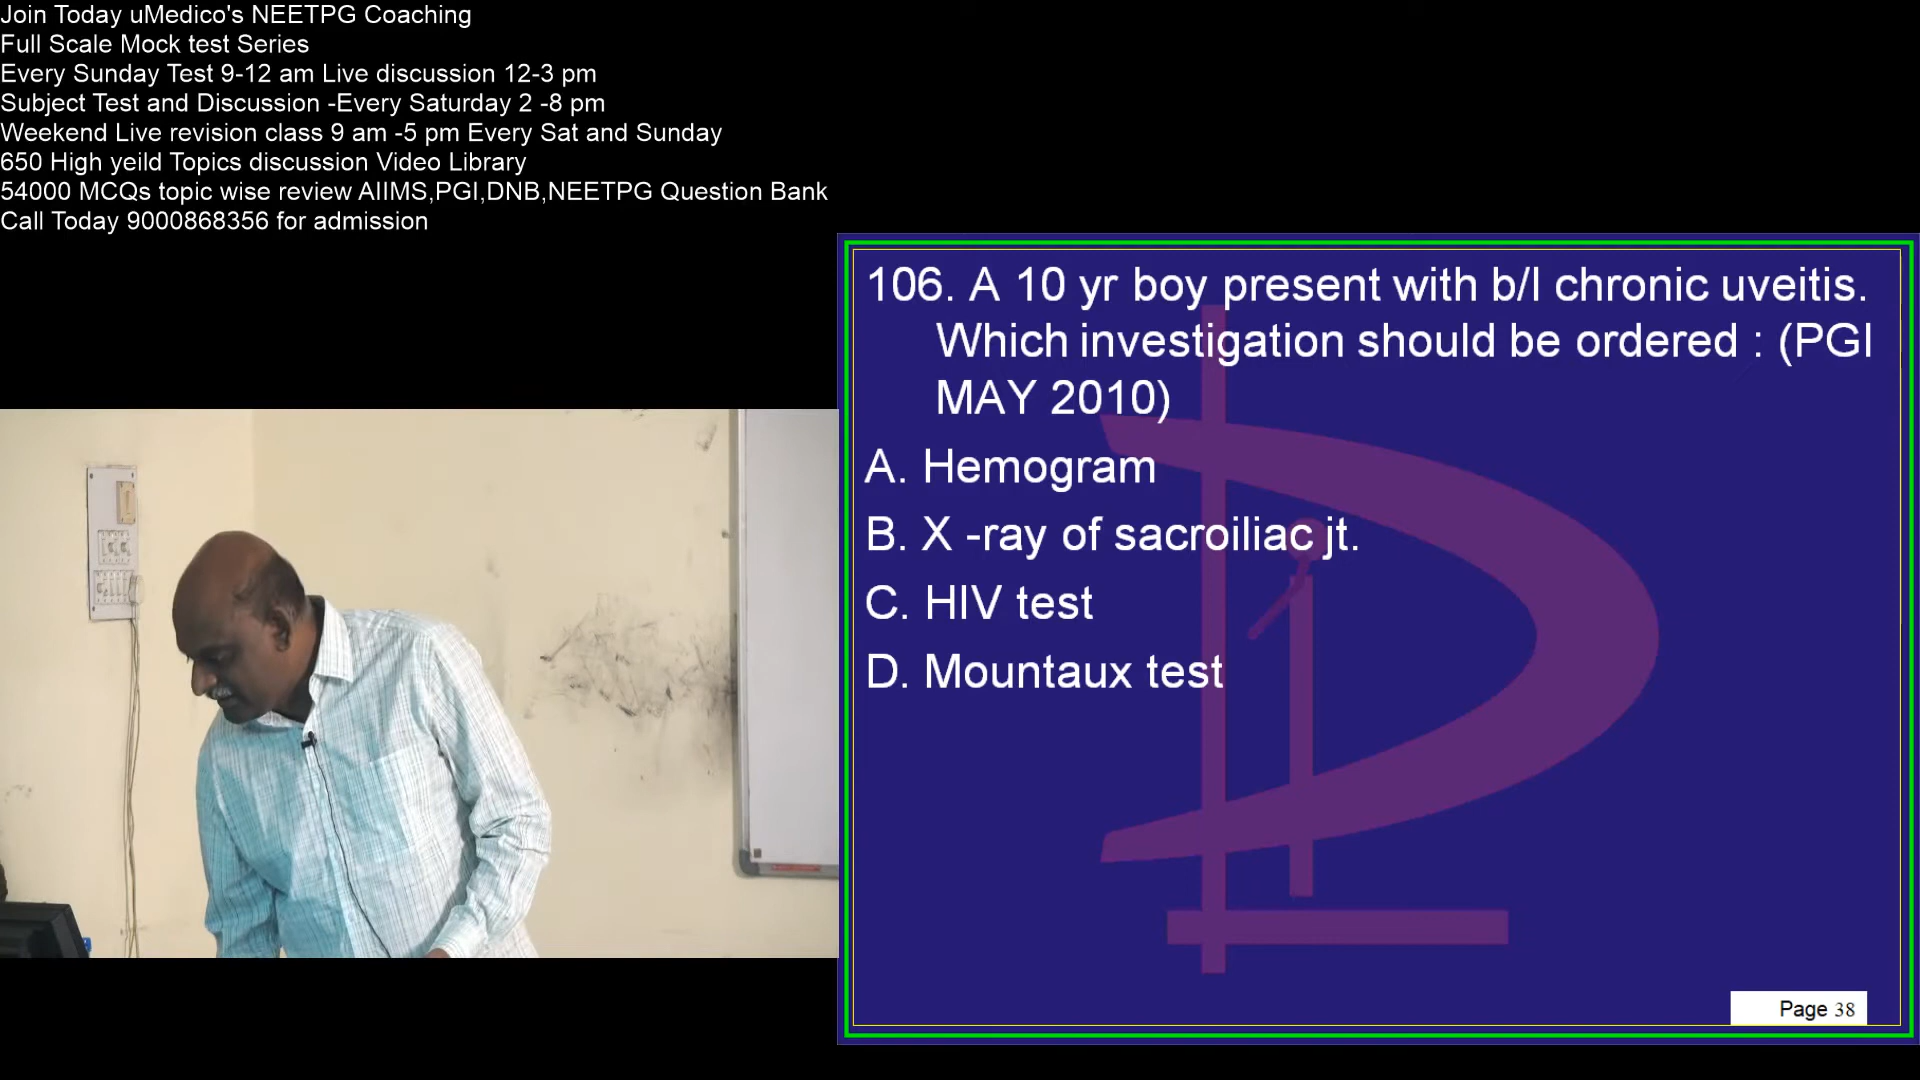 Join Today uMedico's NEETPG Coaching
Full Scale Mock test Series
Every Sunday Test 9-12 am Live discussion 12-3 pm
Subject Test and Discussion -Every Saturday 2 -8 pm
Weekend Live revision class 9 am -5 pm Every Sat and Sunday
650 High yeild Topics discussion Video Library
54000 MCQs topic wise review AIIMS,PGI,DNB,NEETPG Question Bank
Call Today 9000868356 for admission
106. A 10 yr boy present with b/l chronic uveitis.
Which investigation should be ordered : (PGI
MAY 2010)
A. Hemogram
B. X -ray of sacroiliac jt.
C. HIV test
D. Mountaux test
Page 38